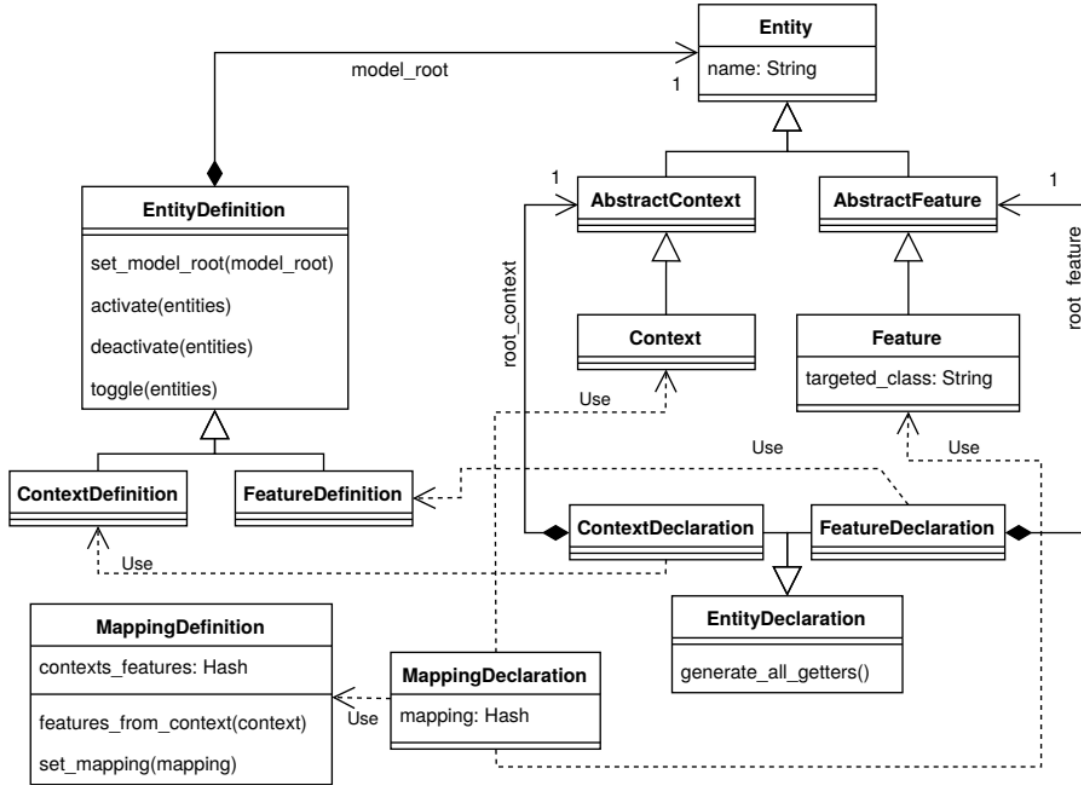 Entity
name: String
model_root
1
EntityDefinition
set_model_root(model_root)
activate(entities)
deactivate(entities)
toggle(entities)
1
AbstractContext
AbstractFeature
1
root_context
root_feature
Context
Feature
targeted_class: String
Use
Use
Use
ContextDefinition
FeatureDefinition
ContextDeclaration
FeatureDeclaration
Use
EntityDeclaration
generate_all_getters()
MappingDefinition
contexts_features: Hash
features_from_context(context)
set_mapping(mapping)
Use
MappingDeclaration
mapping: Hash